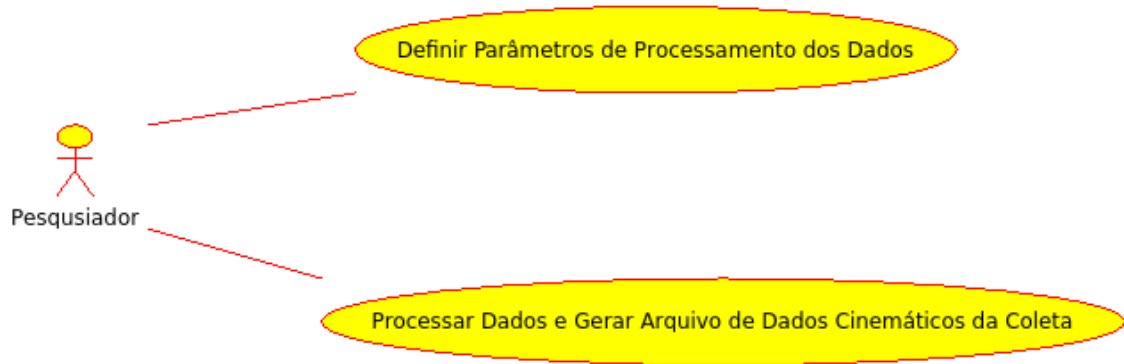 Definir Parâmetros de Processamento dos Dados
Pesqusiador
Processar Dados e Gerar Arquivo de Dados Cinemáticos da Coleta